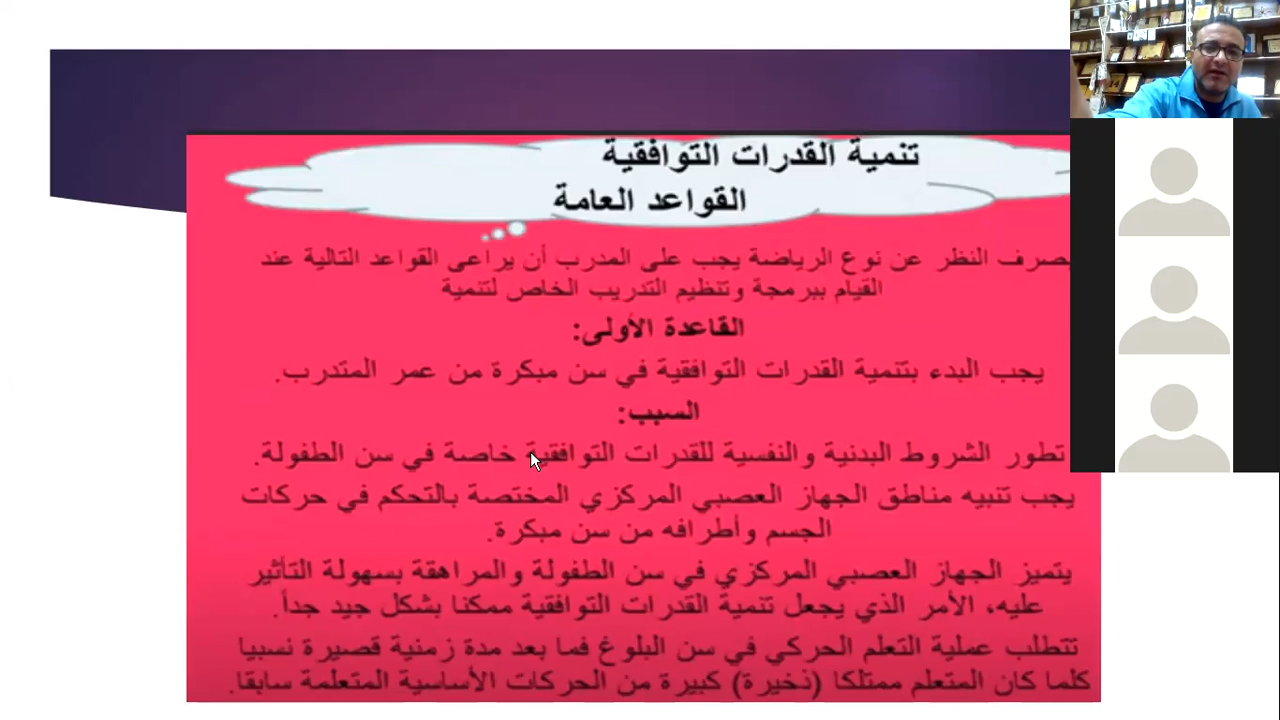 تنمية القدرات التوافقية
القواعد العامة
بصرف النظر عن نوع الرياضة يجب على المدرب أن يراعى القواعد التالية عند
القيام ببرمجة وتنظيم التدريب الخاص لتنمية
القاعدة الأولى:
يجب البدء بتنمية القدرات التوافقية في سن مبكرة من عمر المتدرب.
السبب:
تطور الشروط البدنية والنفسية للقدرات التوافقية خاصة في سن الطفولة.
يجب تنبيه مناطق الجهاز العصبي المركزي المختصة بالتحكم في حركات
الجسم وأطرافه من سن مبكرة.
يتميز الجهاز العصبي المركزي في سن الطفولة والمراهقة بسهولة التأثير
عليه، الأمر الذي يجعل تنمية القدرات التوافقية ممكنا بشكل جيد جداً.
تتطلب عملية التعلم الحركي في سن البلوغ فما بعد مدة زمنية قصيرة نسبيا
كلما كان المتعلم ممتلكا (ذخيرة) كبيرة من الحركات الأساسية المتعلمة سابقا.